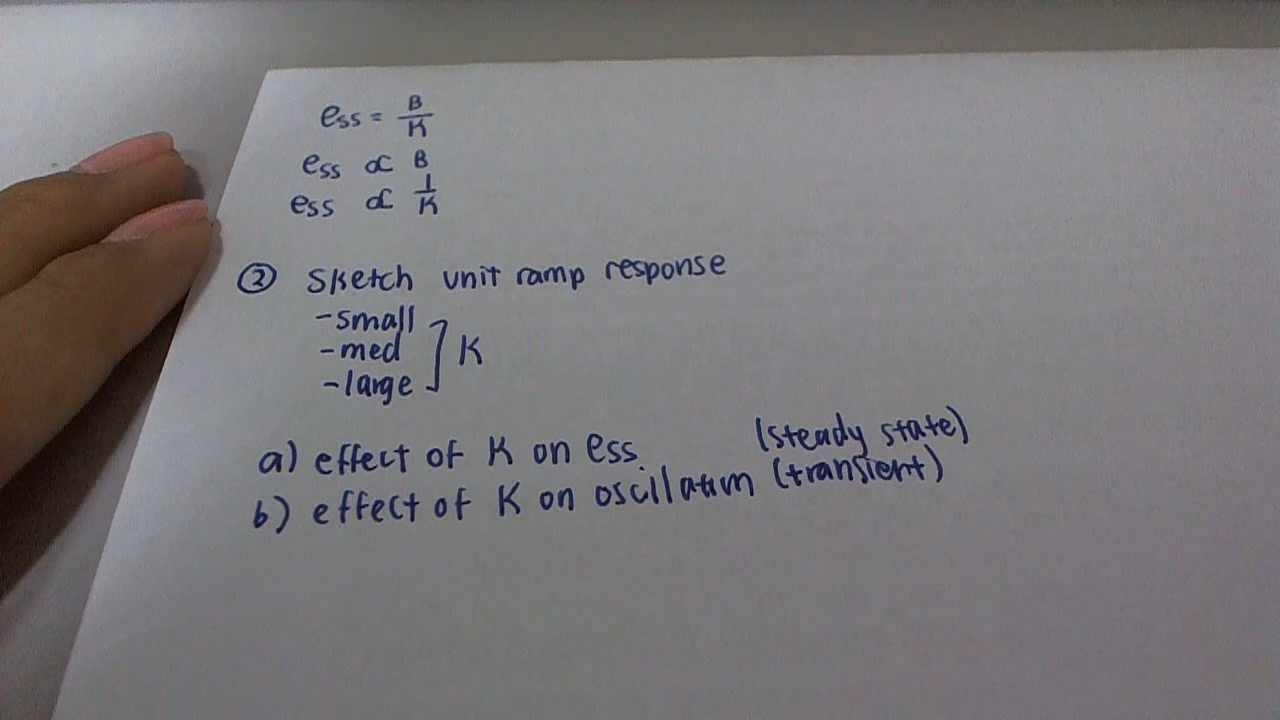 ess = B/K
ess ∝ B
ess ∝ 1/K
② Sketch unit ramp response
-small
-med ] K
-large
a) effect of K on ess. (steady state)
b) effect of K on oscillation (transient)